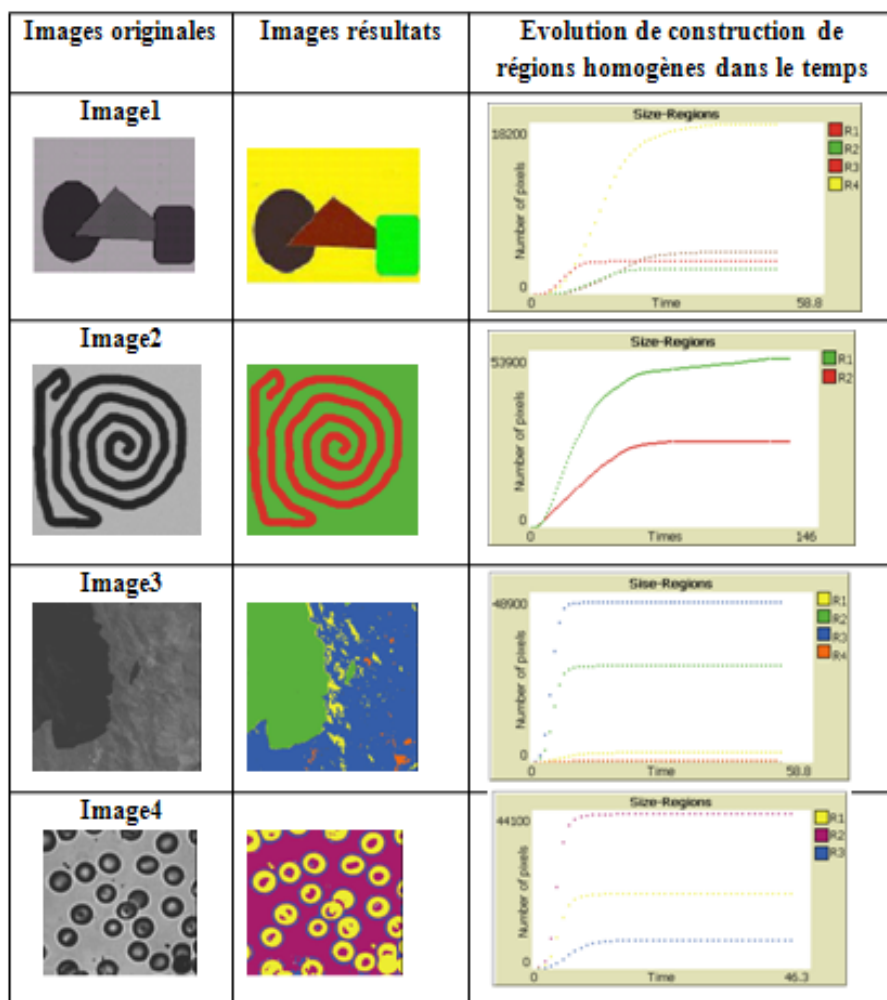 Images originales
Images résultats
Evolution de construction de
régions homogènes dans le temps
Image1
Size-Regions
18200
Number of pixels
0
0
Time
58.8
R1
R2
R3
R4
Image2
Size-Regions
53900
Number of pixels
0
0
Times
146
R1
R2
Image3
Sise-Regions
48900
Number of pixels
0
0
Time
58.8
R1
R2
R3
R4
Image4
Size-Regions
44100
Number of pixels
0
0
Time
46.3
R1
R2
R3